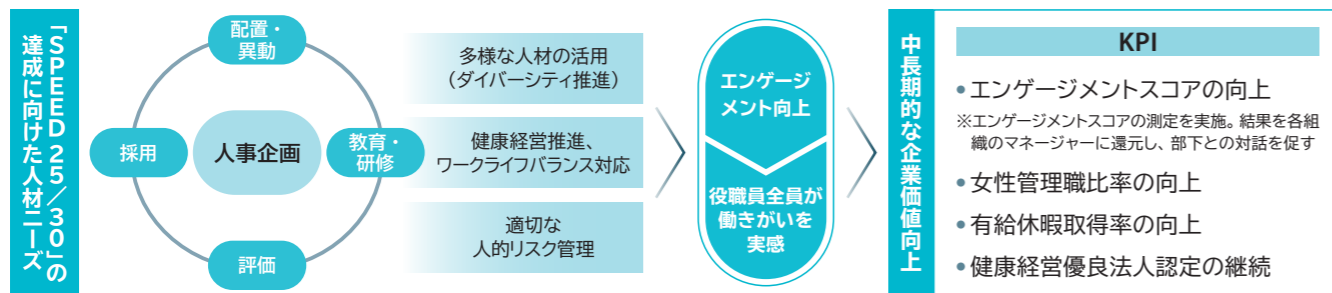 「SPEED 25/30」の
達成に向けた人材ニーズ
配置・
異動
採用
人事企画
教育・
研修
評価
多様な人材の活用
(ダイバーシティ推進)
健康経営推進、
ワークライフバランス対応
適切な
人的リスク管理
エンゲージ
メント向上
役職員全員が
働きがいを
実感
中長期的な企業価値向上
KPI
•エンゲージメントスコアの向上
※エンゲージメントスコアの測定を実施。結果を各組
織のマネージャーに還元し、部下との対話を促す
•女性管理職比率の向上
•有給休暇取得率の向上
•健康経営優良法人認定の継続